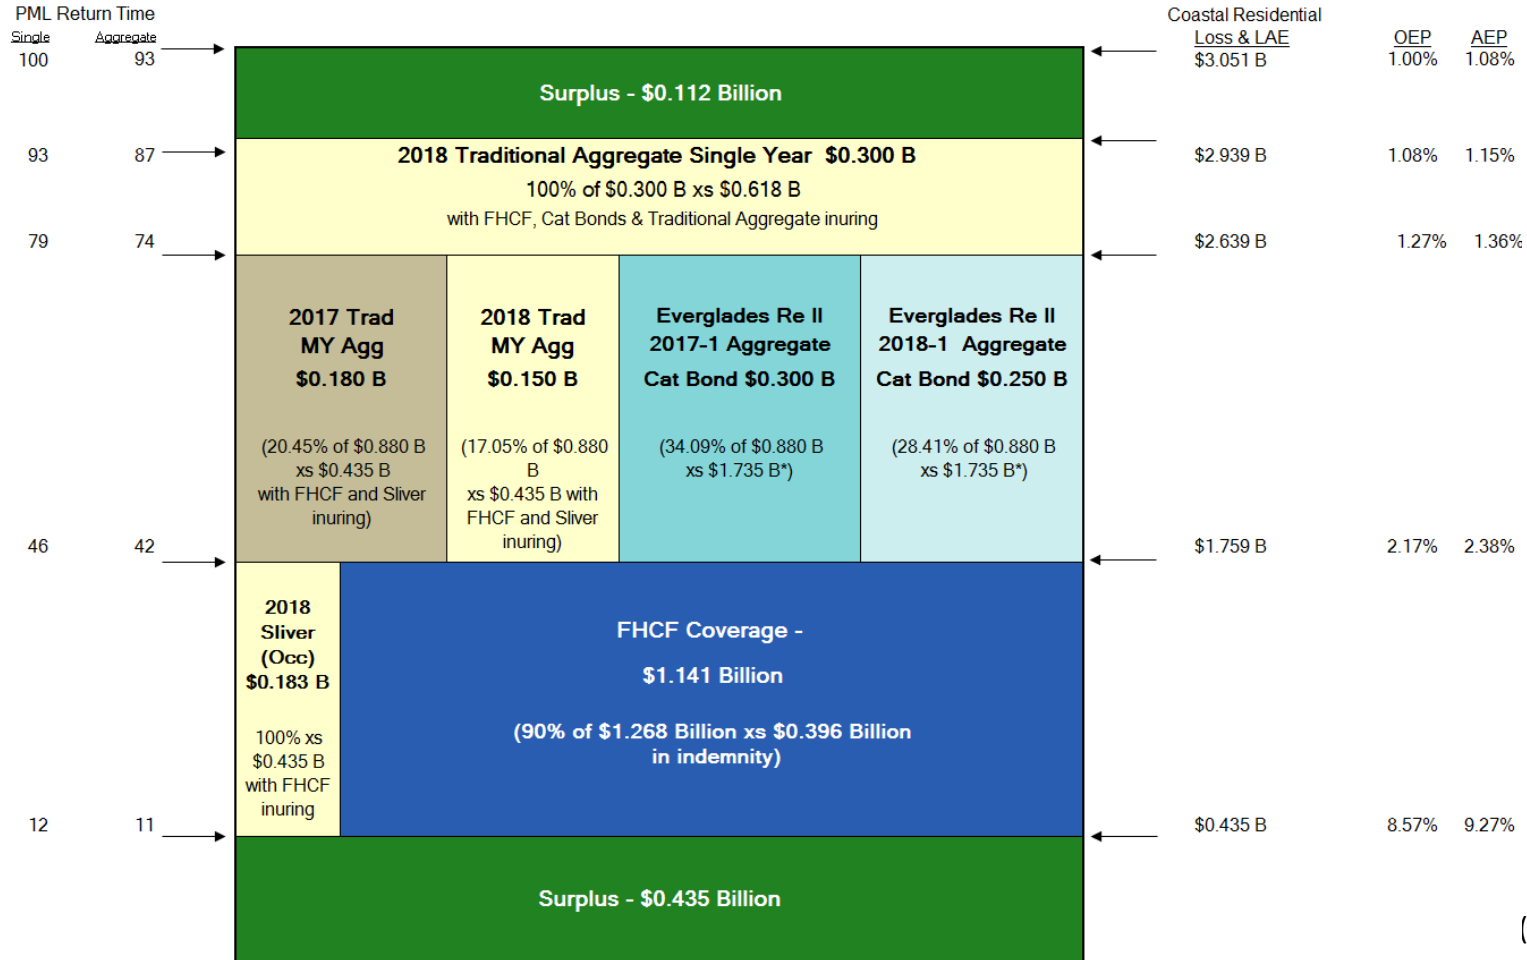 PML Return Time
Single Aggregate
Coastal Residential
Loss & LAE OEP AEP
100 93 $3.051 B 1.00% 1.08%
Surplus - $0.112 Billion
93 87 $2.939 B 1.08% 1.15%
2018 Traditional Aggregate Single Year $0.300 B
100% of $0.300 B xs $0.618 B
with FHCF, Cat Bonds & Traditional Aggregate inuring
79 74 $2.639 B 1.27% 1.36%
2017 Trad
MY Agg
$0.180 B
(20.45% of $0.880 B
xs $0.435 B
with FHCF and Sliver
inuring)
2018 Trad
MY Agg
$0.150 B
(17.05% of $0.880
B
xs $0.435 B with
FHCF and Sliver
inuring)
Everglades Re II
2017-1 Aggregate
Cat Bond $0.300 B
(34.09% of $0.880 B
xs $1.735 B*)
Everglades Re II
2018-1 Aggregate
Cat Bond $0.250 B
(28.41% of $0.880 B
xs $1.735 B*)
46 42 $1.759 B 2.17% 2.38%
2018
Sliver
(Occ)
$0.183 B
100% xs
$0.435 B
with FHCF
inuring
FHCF Coverage -
$1.141 Billion
(90% of $1.268 Billion xs $0.396 Billion
in indemnity)
12 11 $0.435 B 8.57% 9.27%
Surplus - $0.435 Billion
(